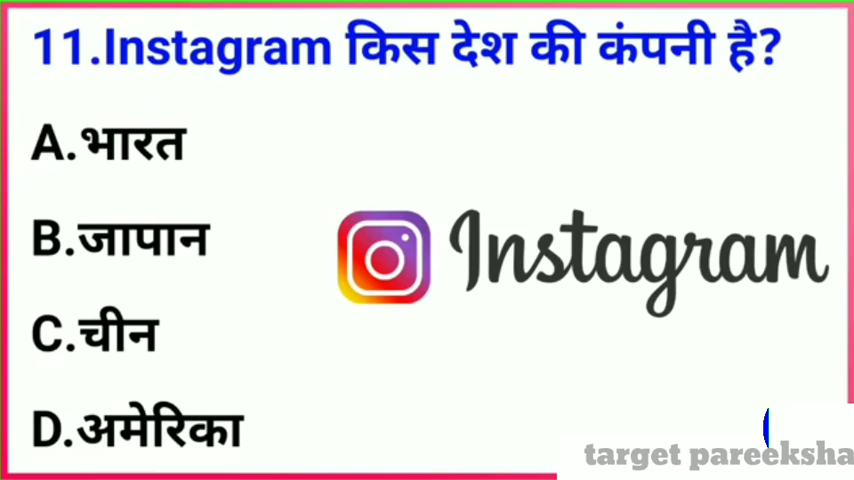 11.Instagram किस देश की कंपनी है?
A.भारत
B.जापान
Instagram
C.चीन
D.अमेरिका
target pareeksha